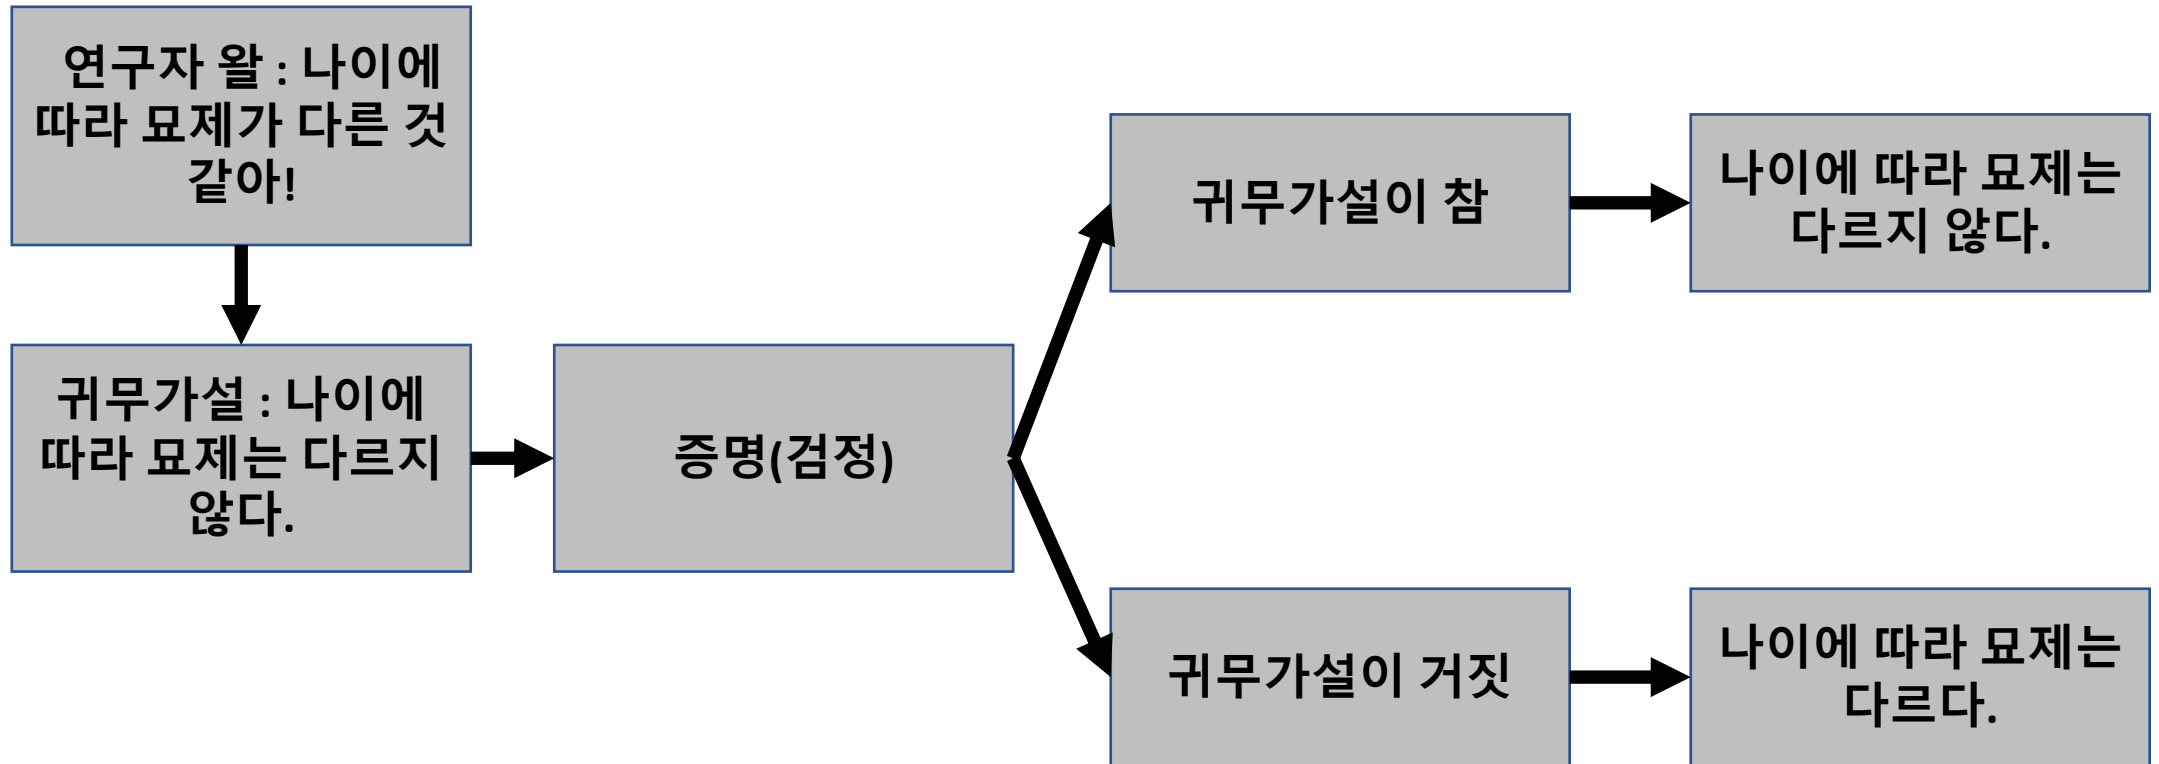 연구자 왈 : 나이에
따라 묘제가 다른 것
같아!
귀무가설 : 나이에
따라 묘제는 다르지
않다.
증명(검정)
귀무가설이 참
나이에 따라 묘제는
다르지 않다.
귀무가설이 거짓
나이에 따라 묘제는
다르다.